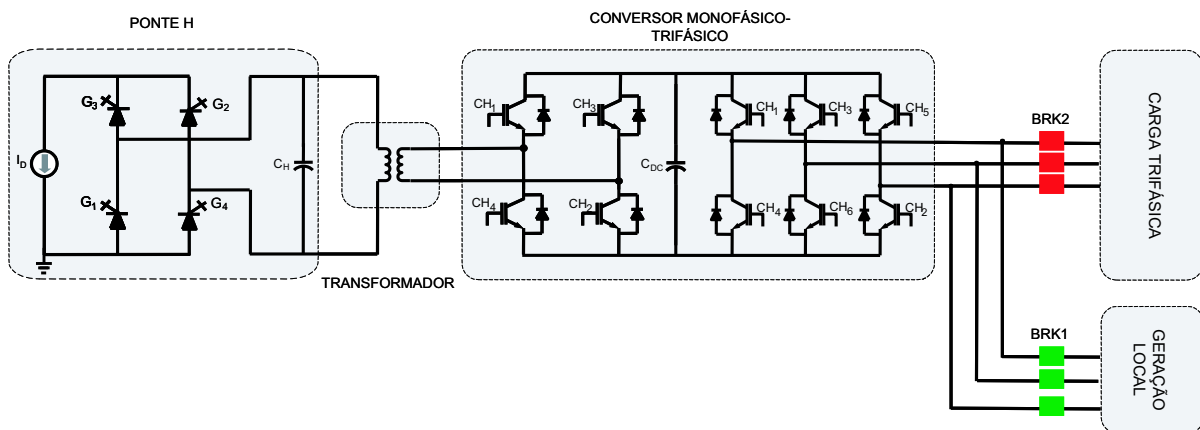 PONTE H
CONVERSOR MONOFÁSICO-
TRIFÁSICO
G3
G2
ID
G1
G4
CH
TRANSFORMADOR
CH1
CH3
CH4
CH2
CDC
CH1
CH3
CH5
CH4
CH6
CH2
BRK2
CARGA TRIFÁSICA
BRK1
GERAÇÃO
LOCAL